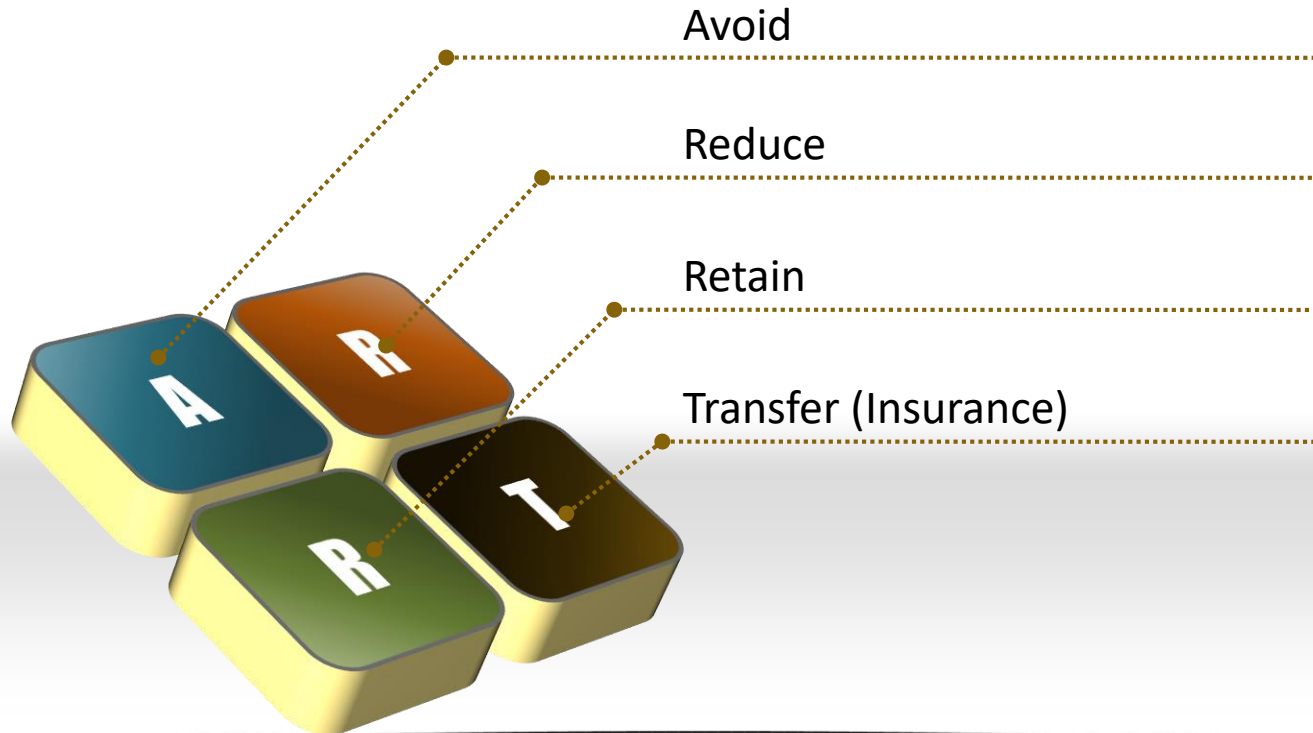 Avoid
Reduce
Retain
Transfer (Insurance)
A
R
R
T